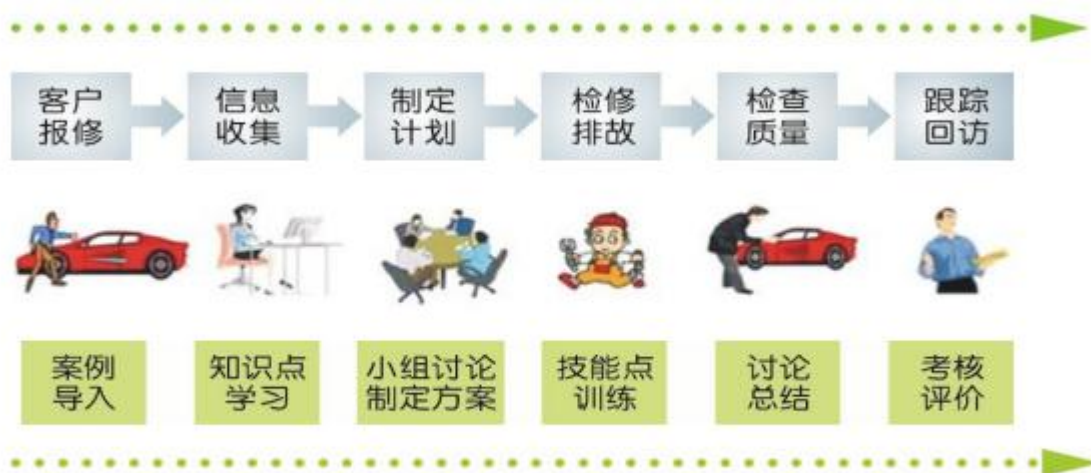 客户
报修
信息
收集
制定
计划
检修
排故
检查
质量
跟踪
回访
案例
导入
知识点
学习
小组讨论
制定方案
技能点
训练
讨论
总结
考核
评价